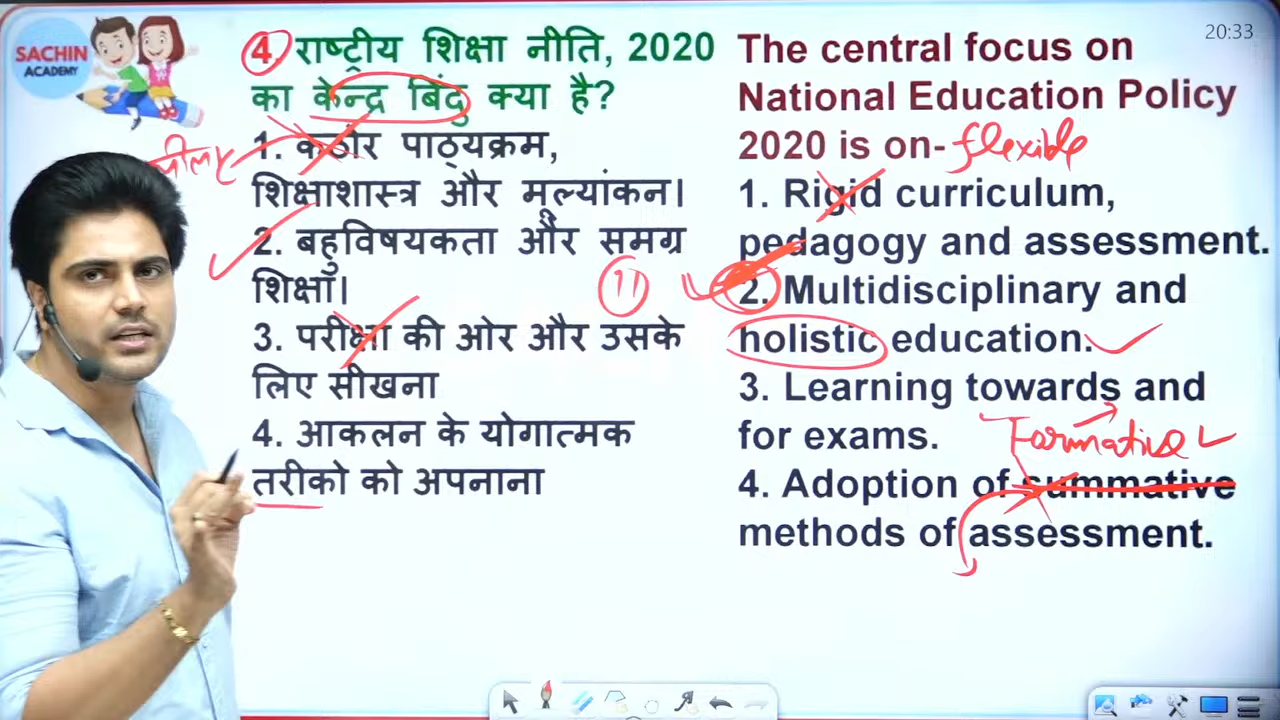 SACHIN
ACADEMY
4. राष्ट्रीय शिक्षा नीति, 2020
का केन्द्र बिंदु क्या है?
1. कठोर पाठ्यक्रम,
शिक्षाशास्त्र और मूल्यांकन।
2. बहुविषयकता और समग्र
शिक्षा।
3. परीक्षा की ओर और उसके
लिए सीखना
4. आकलन के योगात्मक
तरीको को अपनाना
11
20:33
The central focus on
National Education Policy
2020 is on- flexible
1. Rigid curriculum,
pedagogy and assessment.
2. Multidisciplinary and
holistic education.
3. Learning towards and
for exams.
Formative
4. Adoption of summative
methods of assessment.